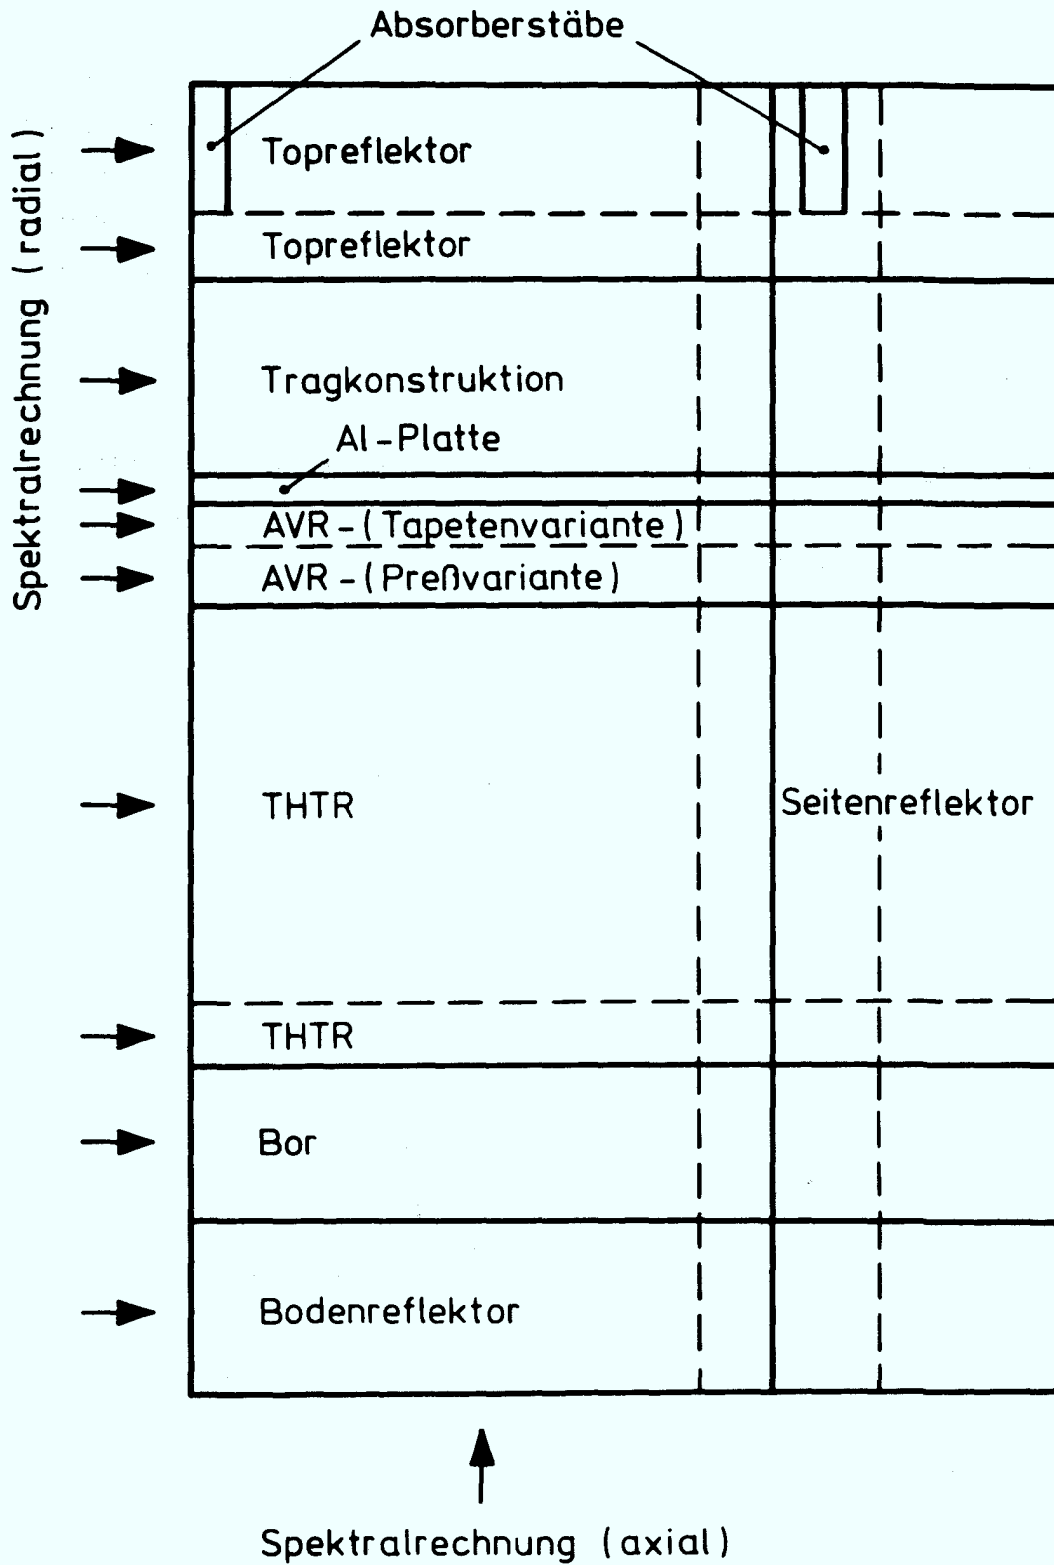 Absorberstäbe
Spektralrechnung (radial)
Topreflektor
Topreflektor
Tragkonstruktion
Al-Platte
AVR-(Tapetenvariante)
AVR-(Preßvariante)
THTR
Seitenreflektor
THTR
Bor
Bodenreflektor
Spektralrechnung (axial)